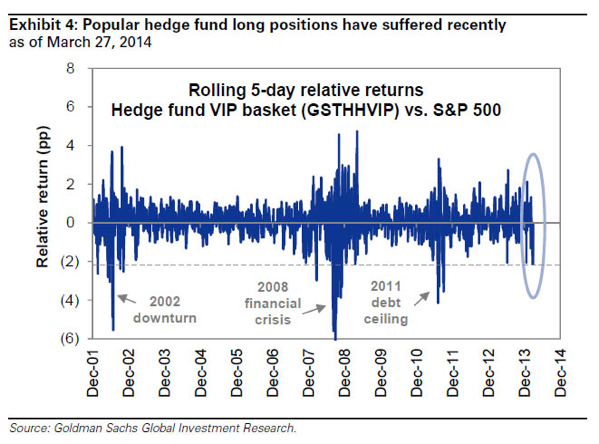 Exhibit 4: Popular hedge fund long positions have suffered recently
as of March 27, 2014
Rolling 5-day relative returns
Hedge fund VIP basket (GSTHHVIP) vs. S&P 500
Relative return (pp)
8
6
4
2
0
(2)
(4)
(6)
2002
downturn
2008
financial
crisis
2011
debt
ceiling
Dec-01
Dec-02
Dec-03
Dec-04
Dec-05
Dec-06
Dec-07
Dec-08
Dec-09
Dec-10
Dec-11
Dec-12
Dec-13
Dec-14
Source: Goldman Sachs Global Investment Research.